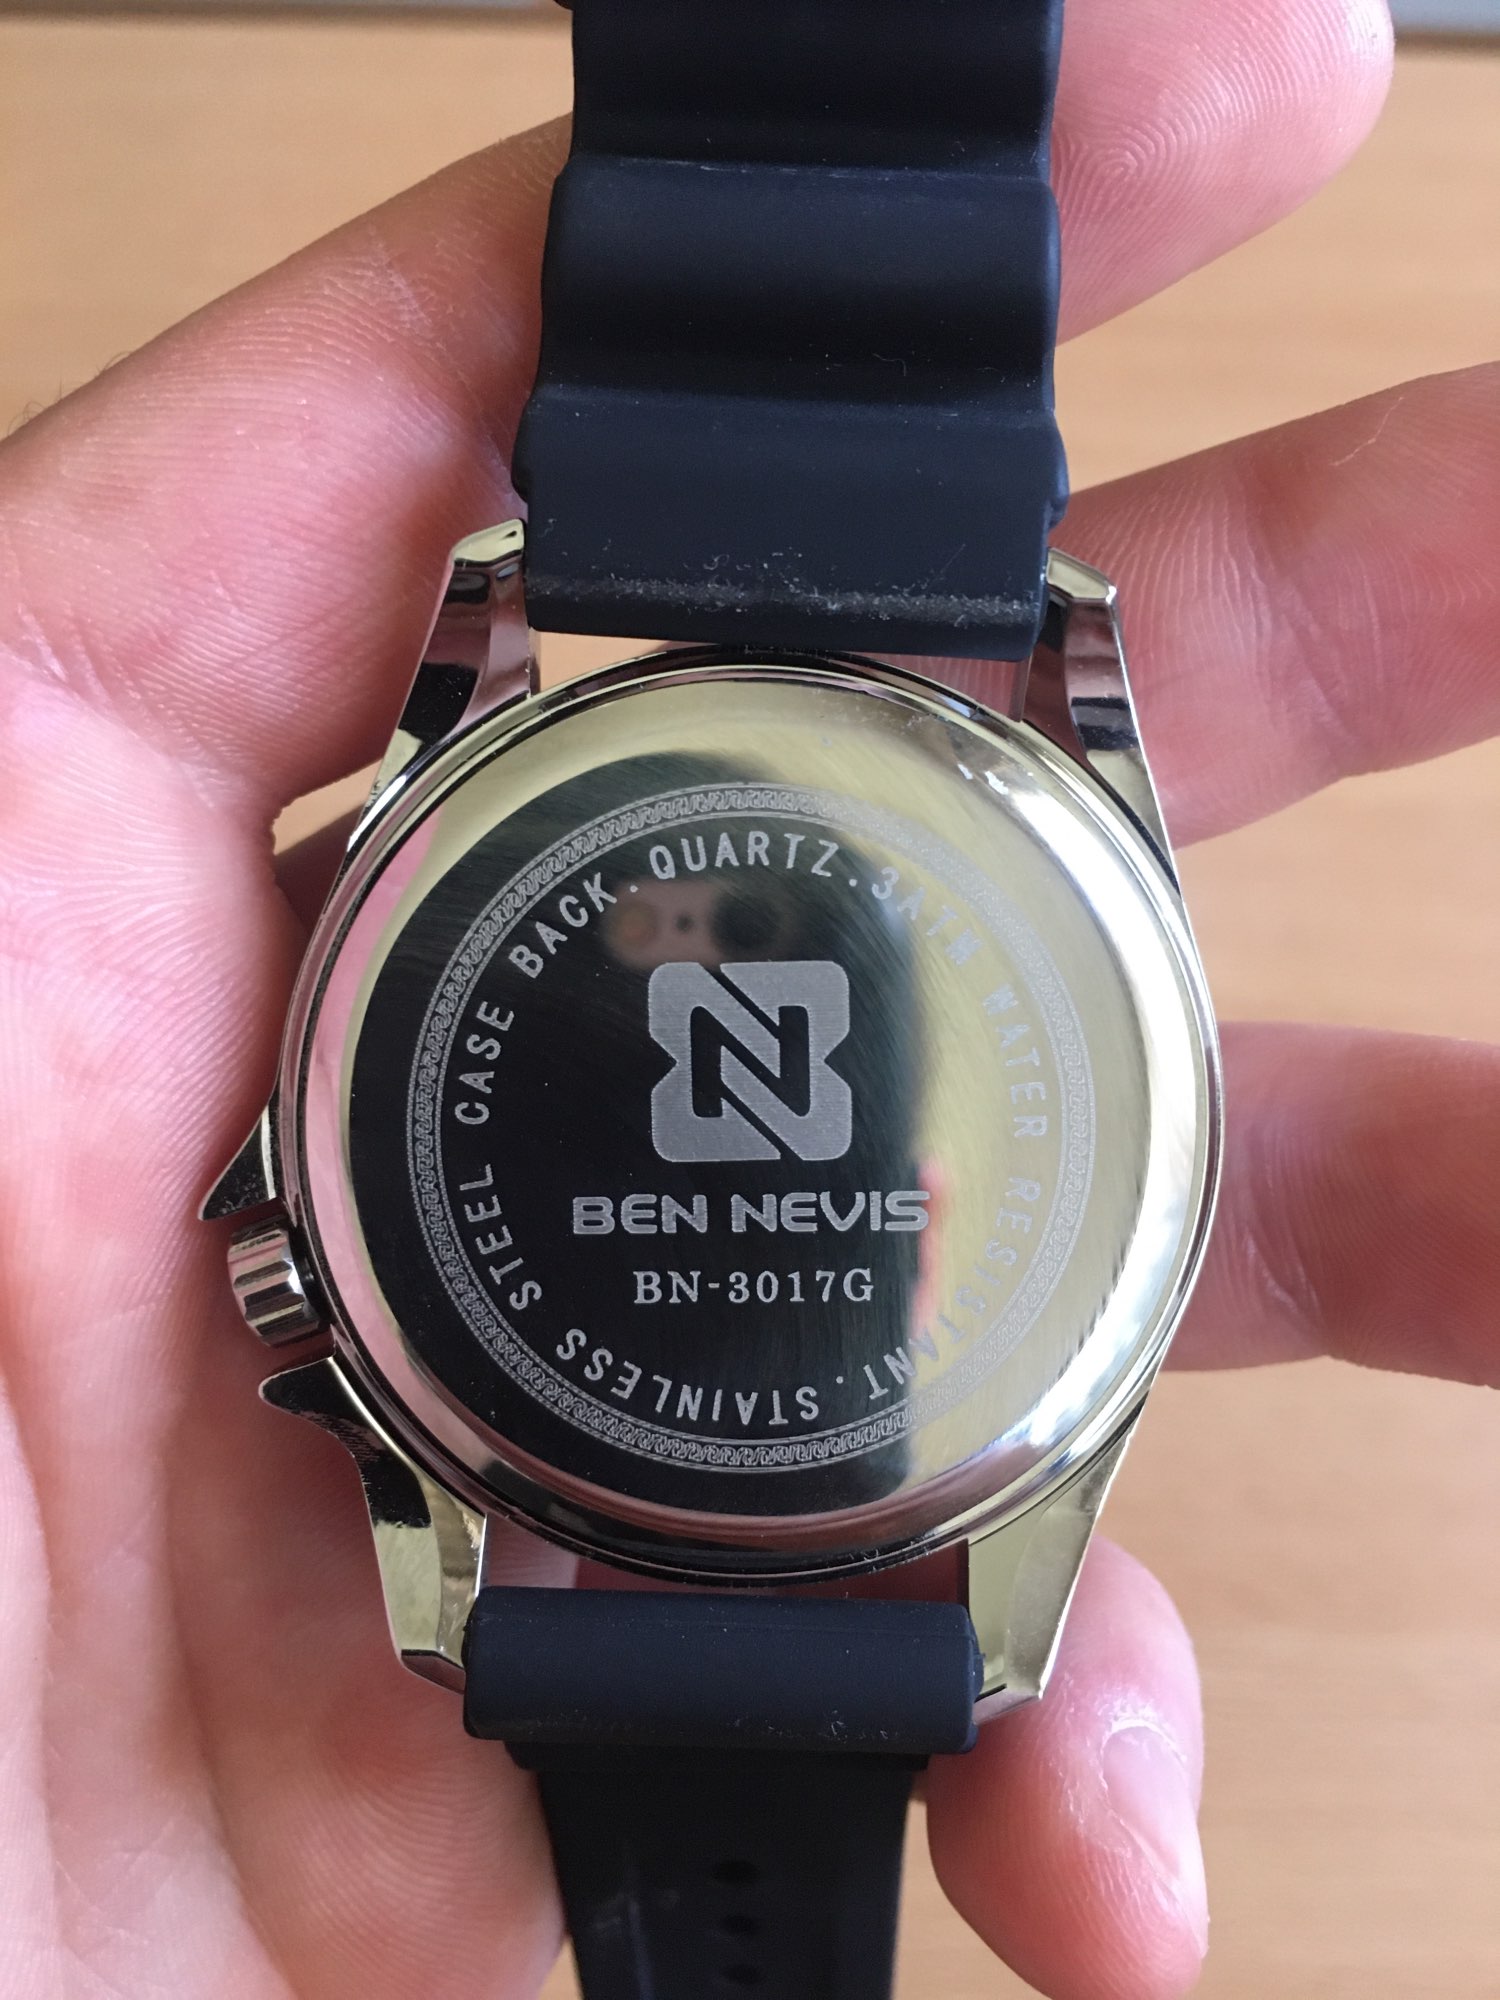 QUARTZ.3ATM WATER RESISTANT.STAINLESS STEEL CASE BACK.
BEN NEVIS
BN-3017G